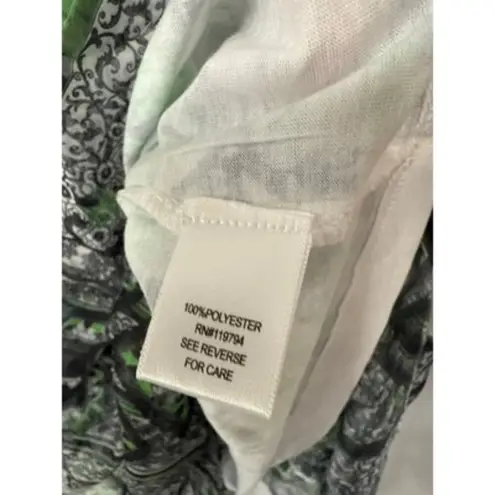 100%POLYESTER
RN#119794
SEE REVERSE
FOR CARE